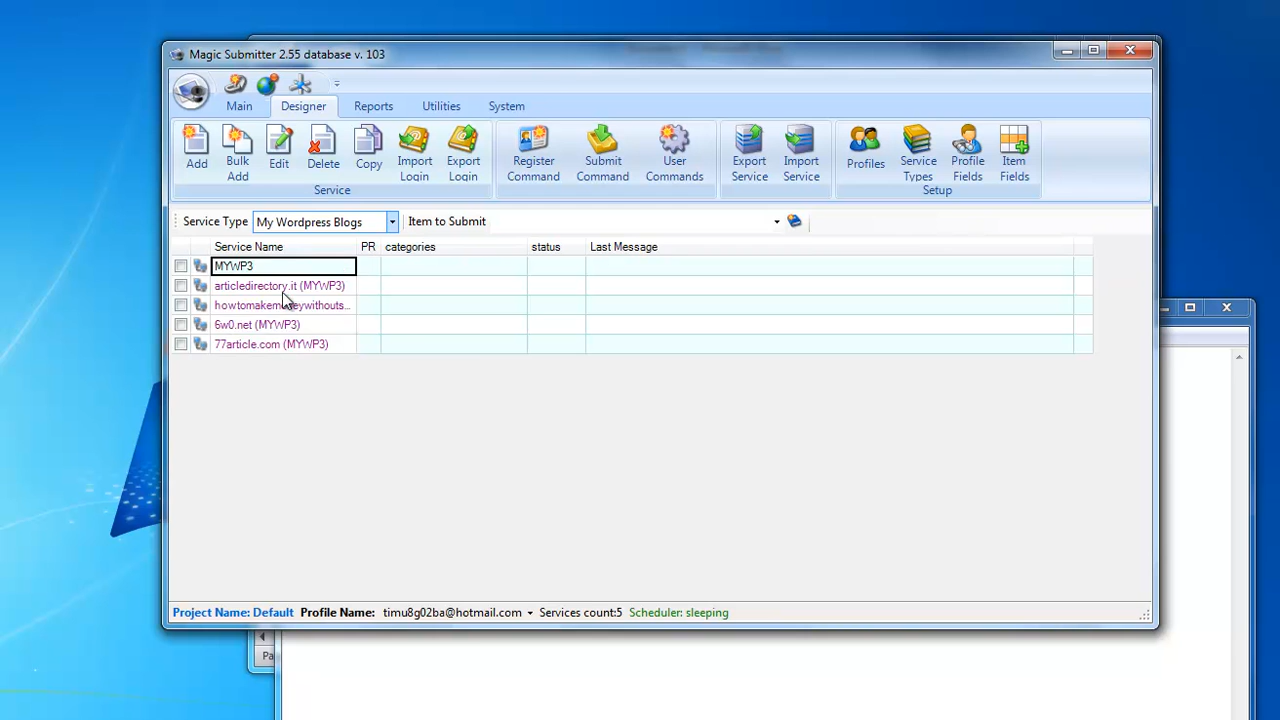 Magic Submitter 2.55 database v. 103
Main Designer Reports Utilities System
Add Bulk Add Edit Delete Copy Import Login Export Login Register Command Submit Command User Commands Export Service Import Service Profiles Service Types Profile Fields Item Fields
Service Setup
Service Type My Wordpress Blogs Item to Submit
Service Name PR categories status Last Message
MYWP3
articledirectory.it (MYWP3)
6w0.net (MYWP3)
77article.com (MYWP3)
Project Name: Default Profile Name: timu8g02ba@hotmail.com Services count:5 Scheduler: sleeping
Pa